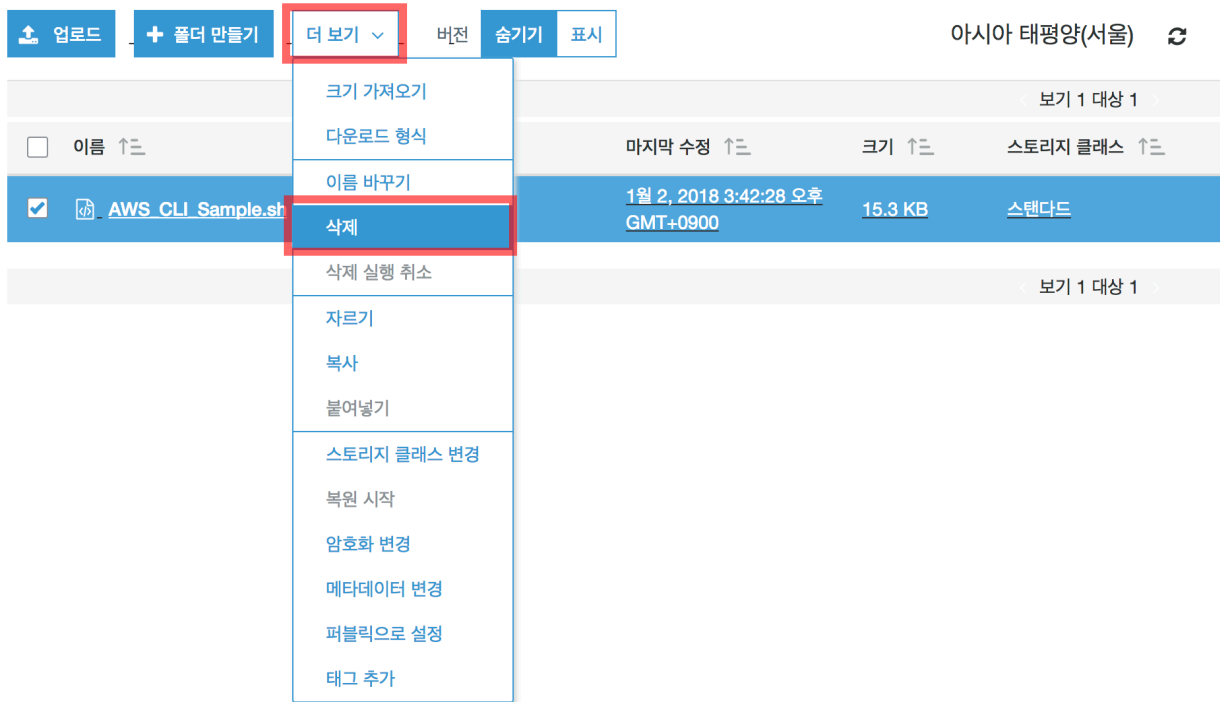 업로드
폴더 만들기
더 보기
버전
숨기기
표시
아시아 태평양(서울)
크기 가져오기
다운로드 형식
이름 바꾸기
삭제
삭제 실행 취소
자르기
복사
붙여넣기
스토리지 클래스 변경
복원 시작
암호화 변경
메타데이터 변경
퍼블릭으로 설정
태그 추가
보기 1 대상 1
이름
마지막 수정
크기
스토리지 클래스
AWS_CLI_Sample.sh
1월 2, 2018 3:42:28 오후
GMT+0900
15.3 KB
스탠다드
보기 1 대상 1